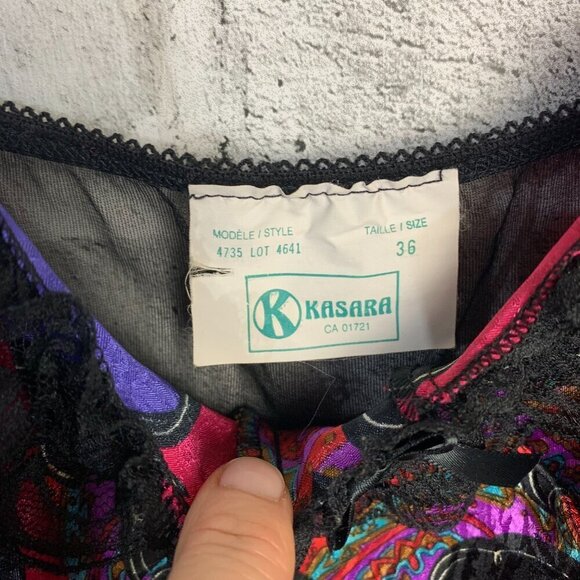 MODÈLE / STYLE TAILLE / SIZE
4735 LOT 4641 36
K KASARA
CA 01721